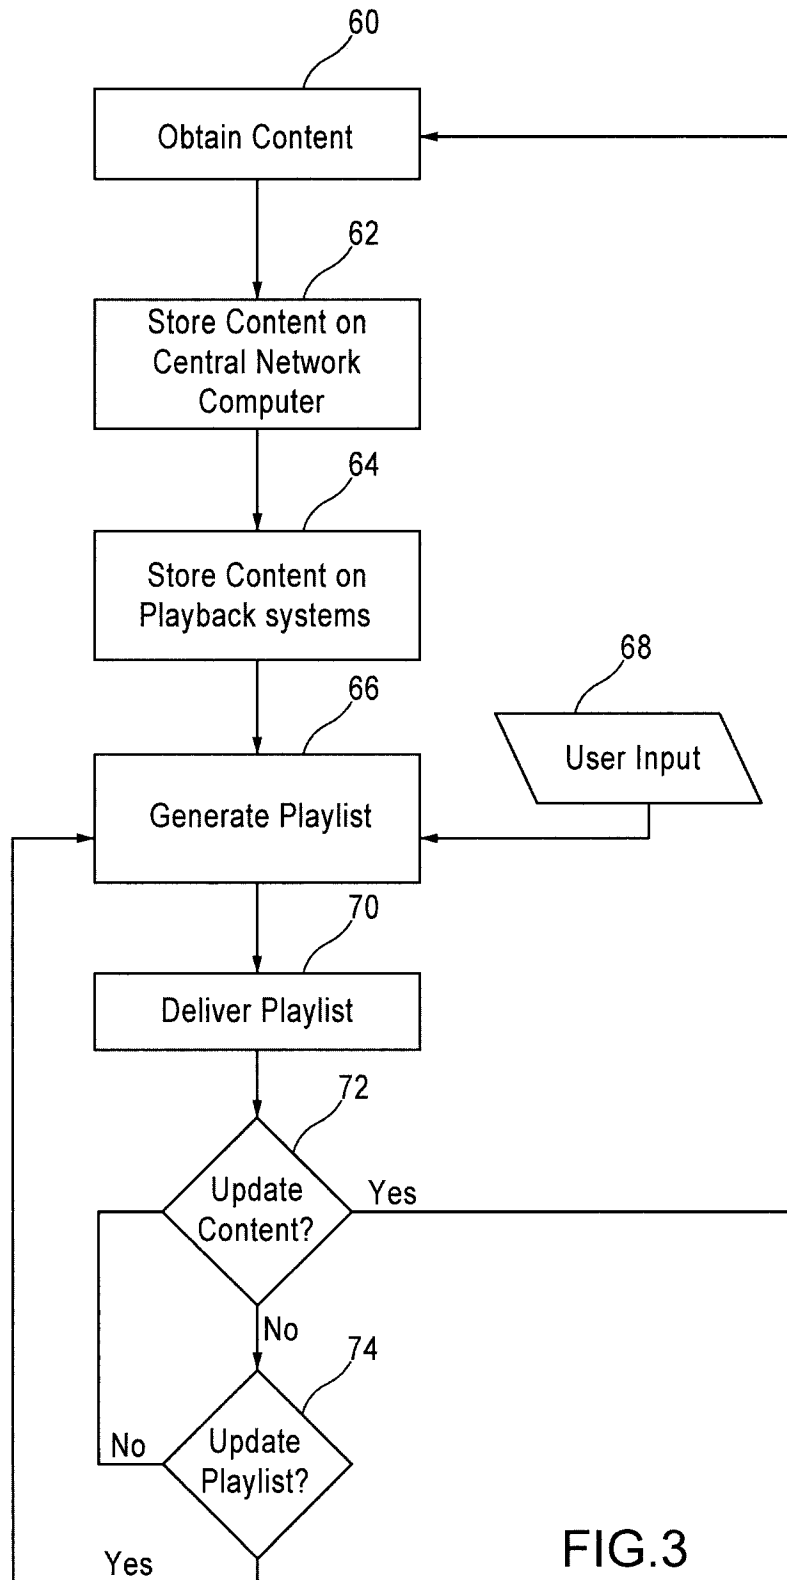 60
Obtain Content
62
Store Content on
Central Network
Computer
64
Store Content on
Playback systems
66
68
User Input
Generate Playlist
70
Deliver Playlist
72
Update
Content?
Yes
No
74
Update
Playlist?
No
Yes
FIG.3